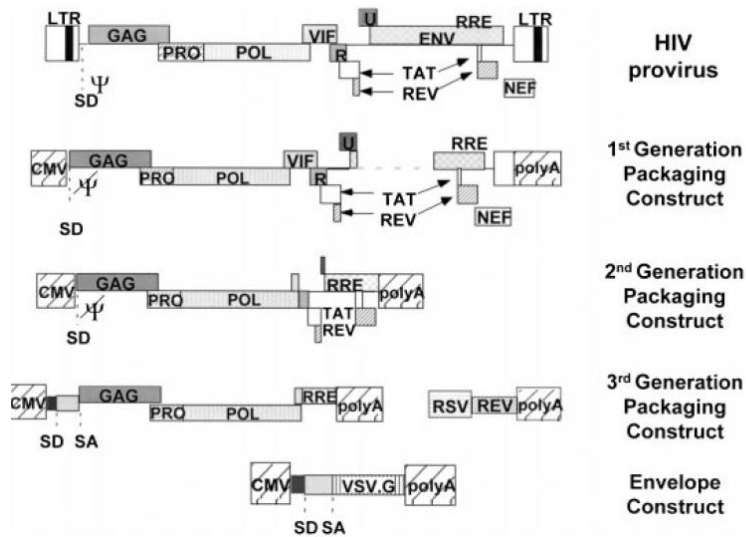 LTR GAG VIF U RRE LTR
ENV
PRO POL R TAT
REV NEF
SD Ψ
HIV
provirus
CMV GAG VIF U RRE polyA
Ψ PRO POL R TAT
REV NEF
SD
1st Generation
Packaging
Construct
CMV GAG RRE polyA
Ψ PRO POL TAT
REV
SD
2nd Generation
Packaging
Construct
CMV GAG RRE polyA RSV REV polyA
PRO POL
SD SA
3rd Generation
Packaging
Construct
CMV VSV.G polyA
SD SA
Envelope
Construct